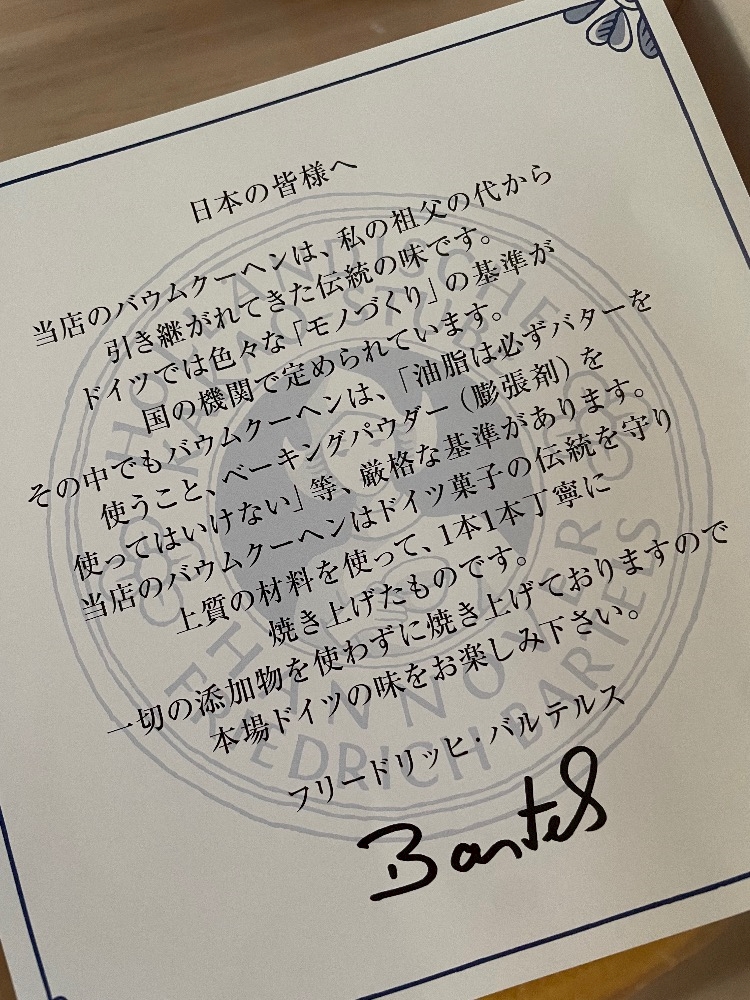 日本の皆様へ
当店のバウムクーヘンは、私の祖父の代から
引き継がれてきた伝統の味です。
ドイツでは色々な「モノづくり」の基準が
国の機関で定められています。
その中でもバウムクーヘンは、「油脂は必ずバターを
使うこと、ベーキングパウダー（膨張剤）を
使ってはいけない」等、厳格な基準があります。
当店のバウムクーヘンはドイツ菓子の伝統を守り
上質の材料を使って、1本1本丁寧に
焼き上げたものです。
一切の添加物を使わずに焼き上げておりますので
本場ドイツの味をお楽しみ下さい。
フリードリッヒ・バルテルス
Bartels
HOLLÄNDISCHE
KAKAO-STUBE
HANNOVER
FRIEDRICH BARTELS